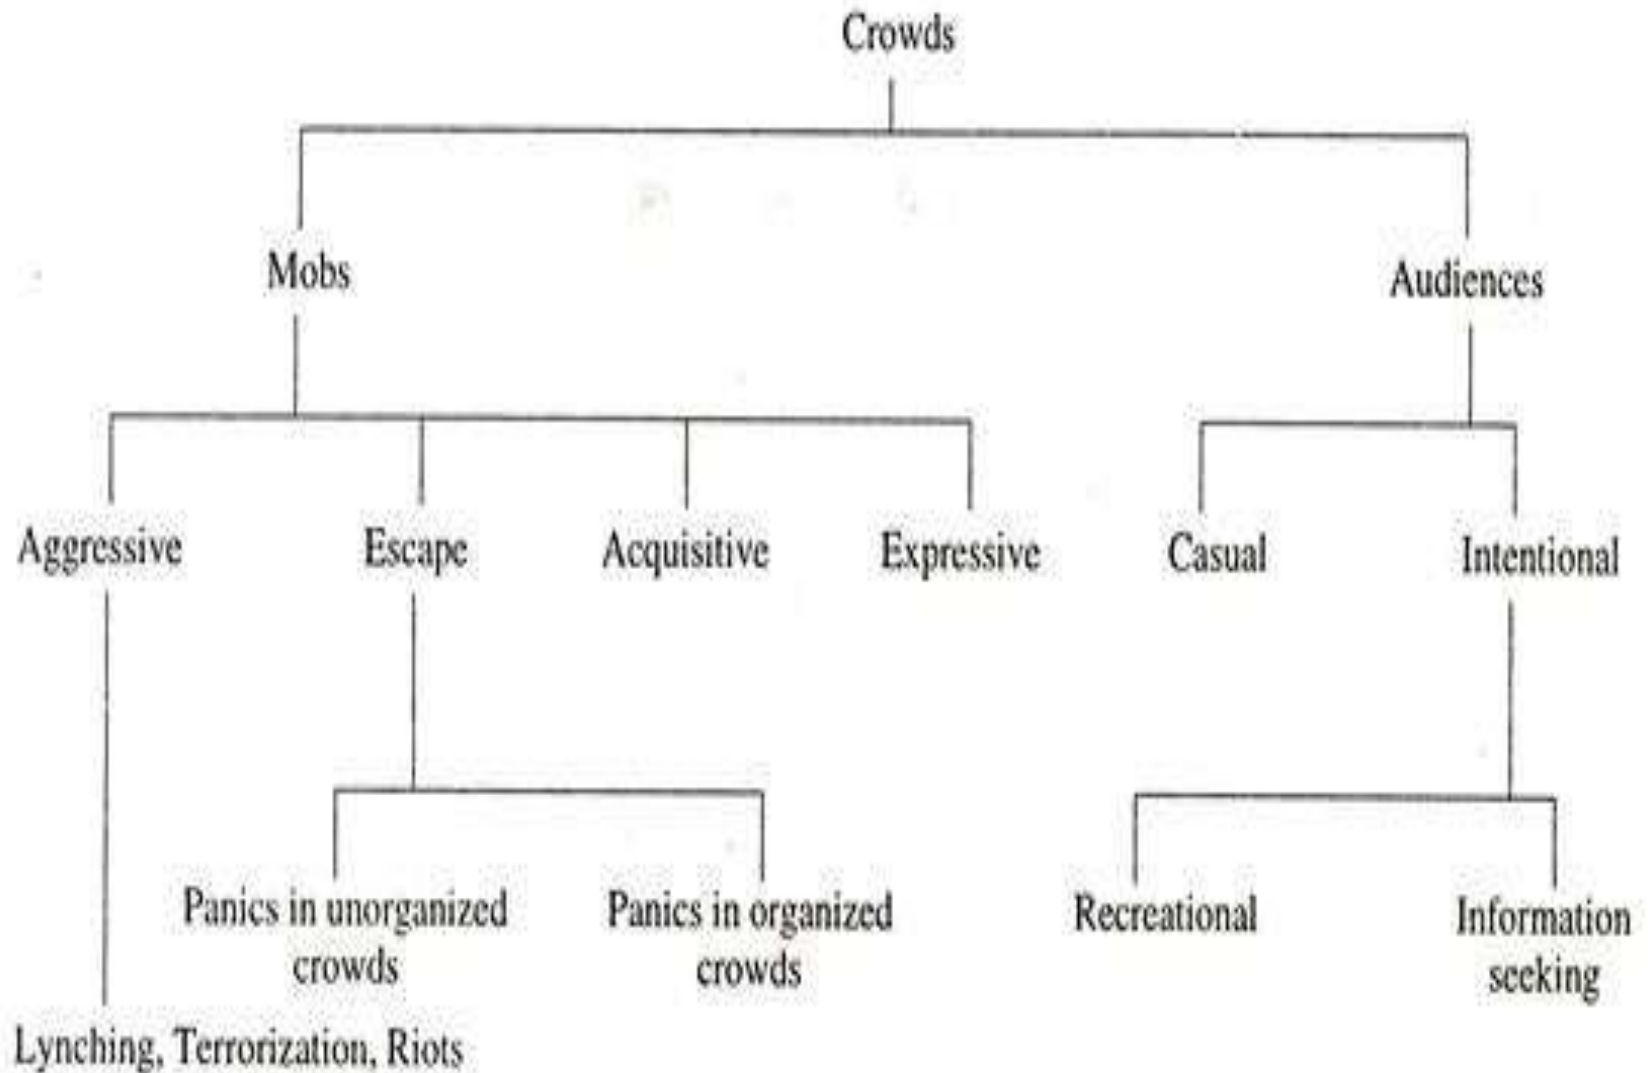 Crowds
Mobs
Audiences
Aggressive
Escape
Acquisitive
Expressive
Casual
Intentional
Panics in unorganized
crowds
Panics in organized
crowds
Recreational
Information
seeking
Lynching, Terrorization, Riots